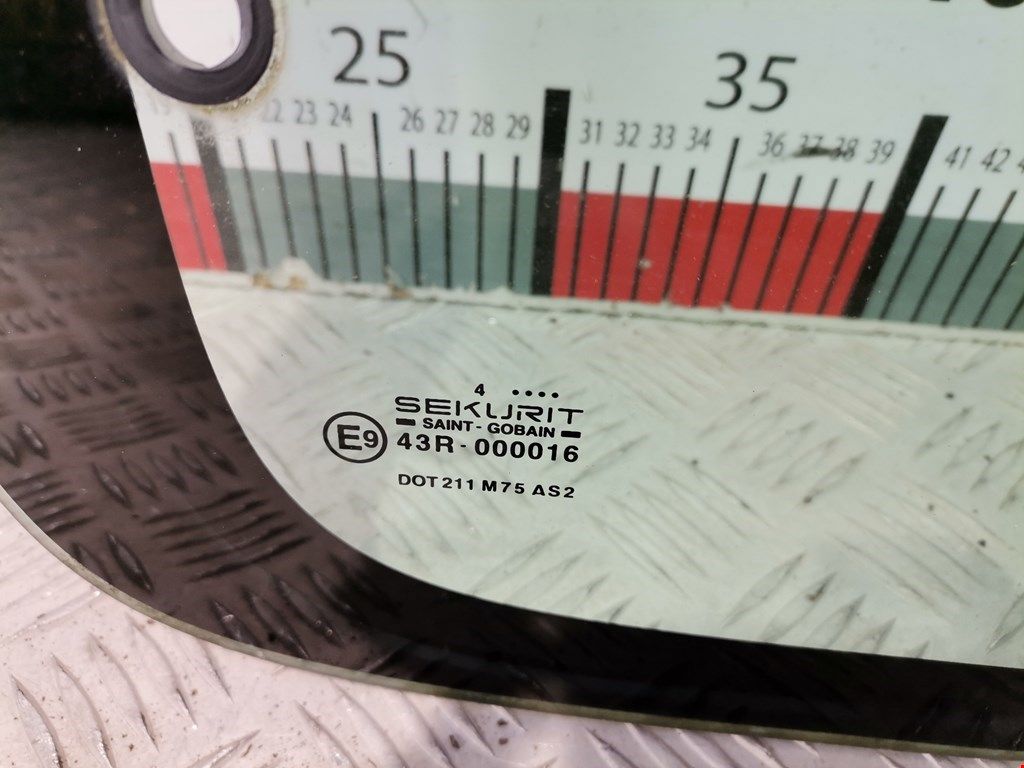 25
35
22 23 24 26 27 28 29 31 32 33 34 36 37 38 39 41 42
4 ....
SEKURIT
SAINT-GOBAIN
E9 43R-000016
DOT 211 M75 AS2